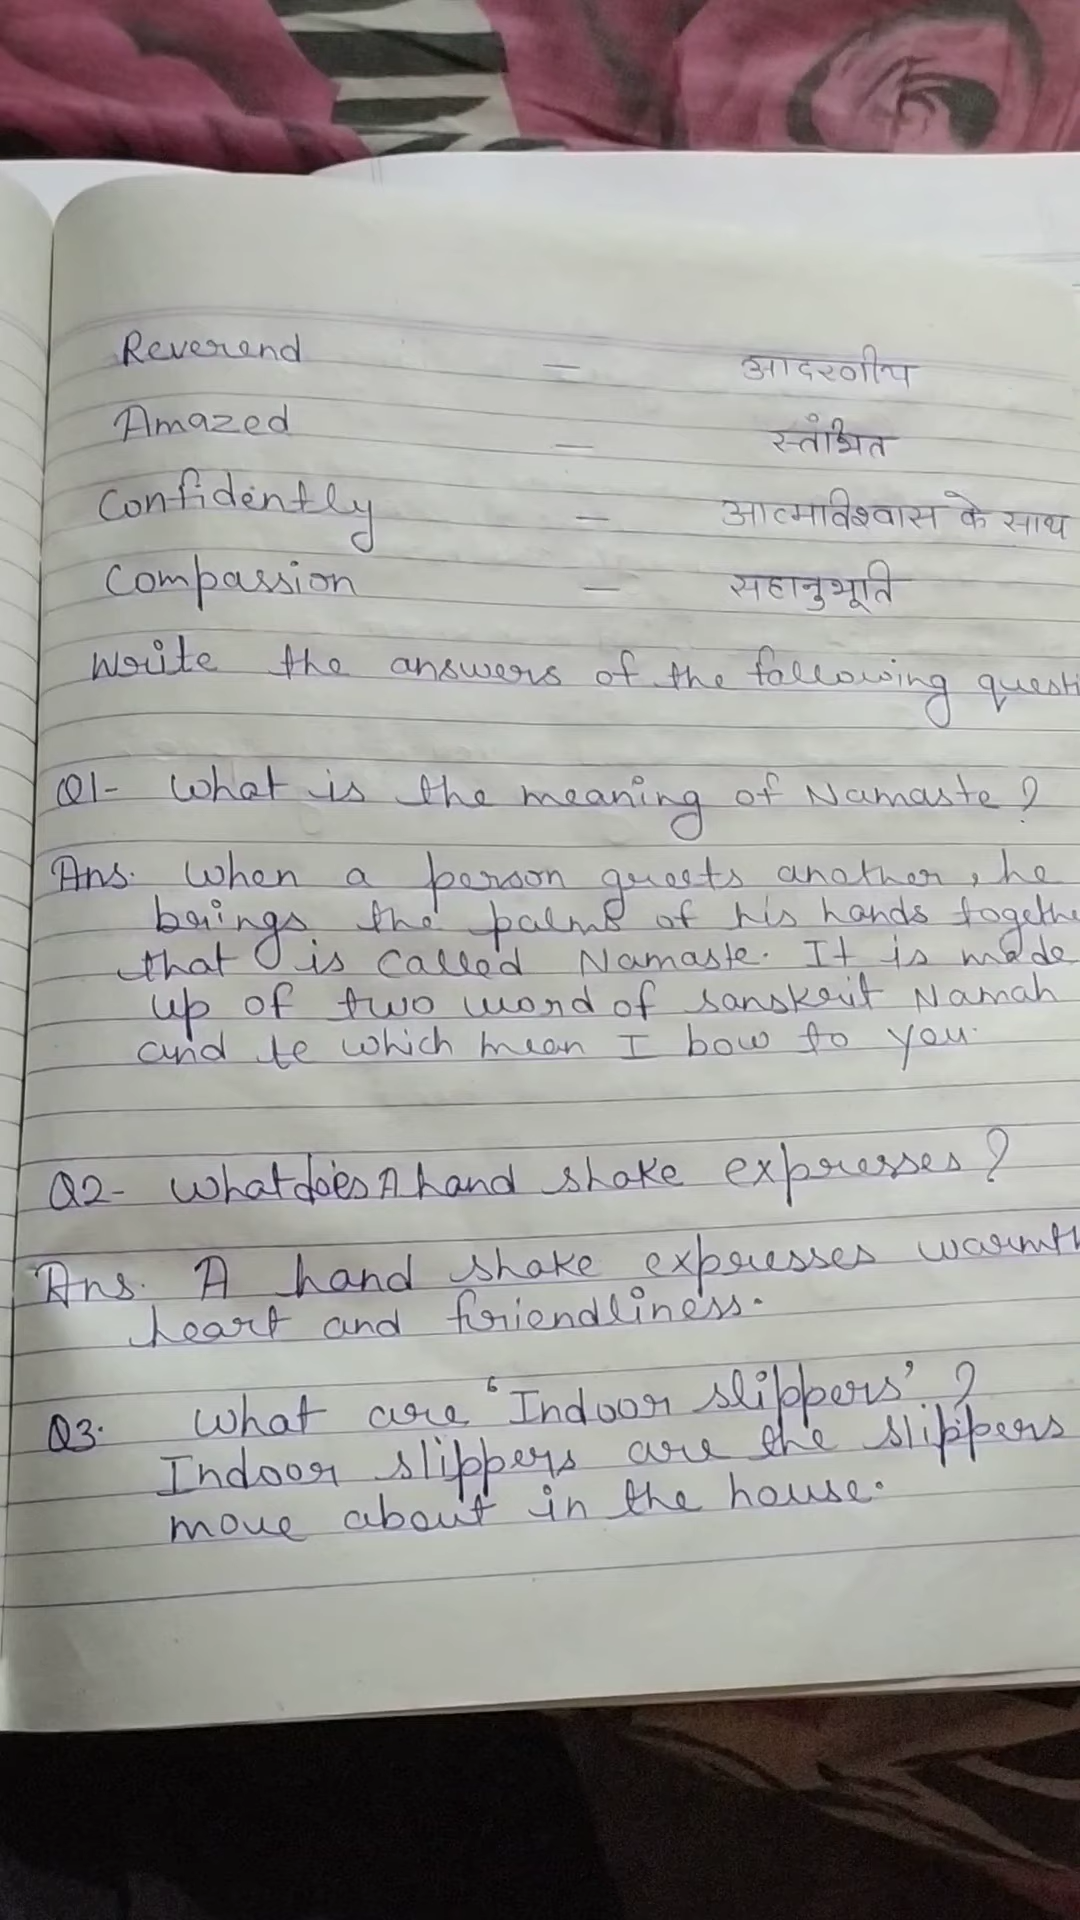 Reverend – आदरणीय
Amazed – स्तंभित
Confidently – आत्मविश्वास के साथ
Compassion – सहानुभूति
Write the answers of the following questi
Q1- What is the meaning of Namaste?
Ans. When a person greets another, he
brings the palms of his hands togethe
that is called Namaste. It is made
up of two word of sanskrit Namah
and te which mean I bow to you.
Q2- What does A hand shake expresses?
Ans. A hand shake expresses warmth
heart and friendliness.
Q3. What are 'Indoor slippers'?
Indoor slippers are the slippers
move about in the house.